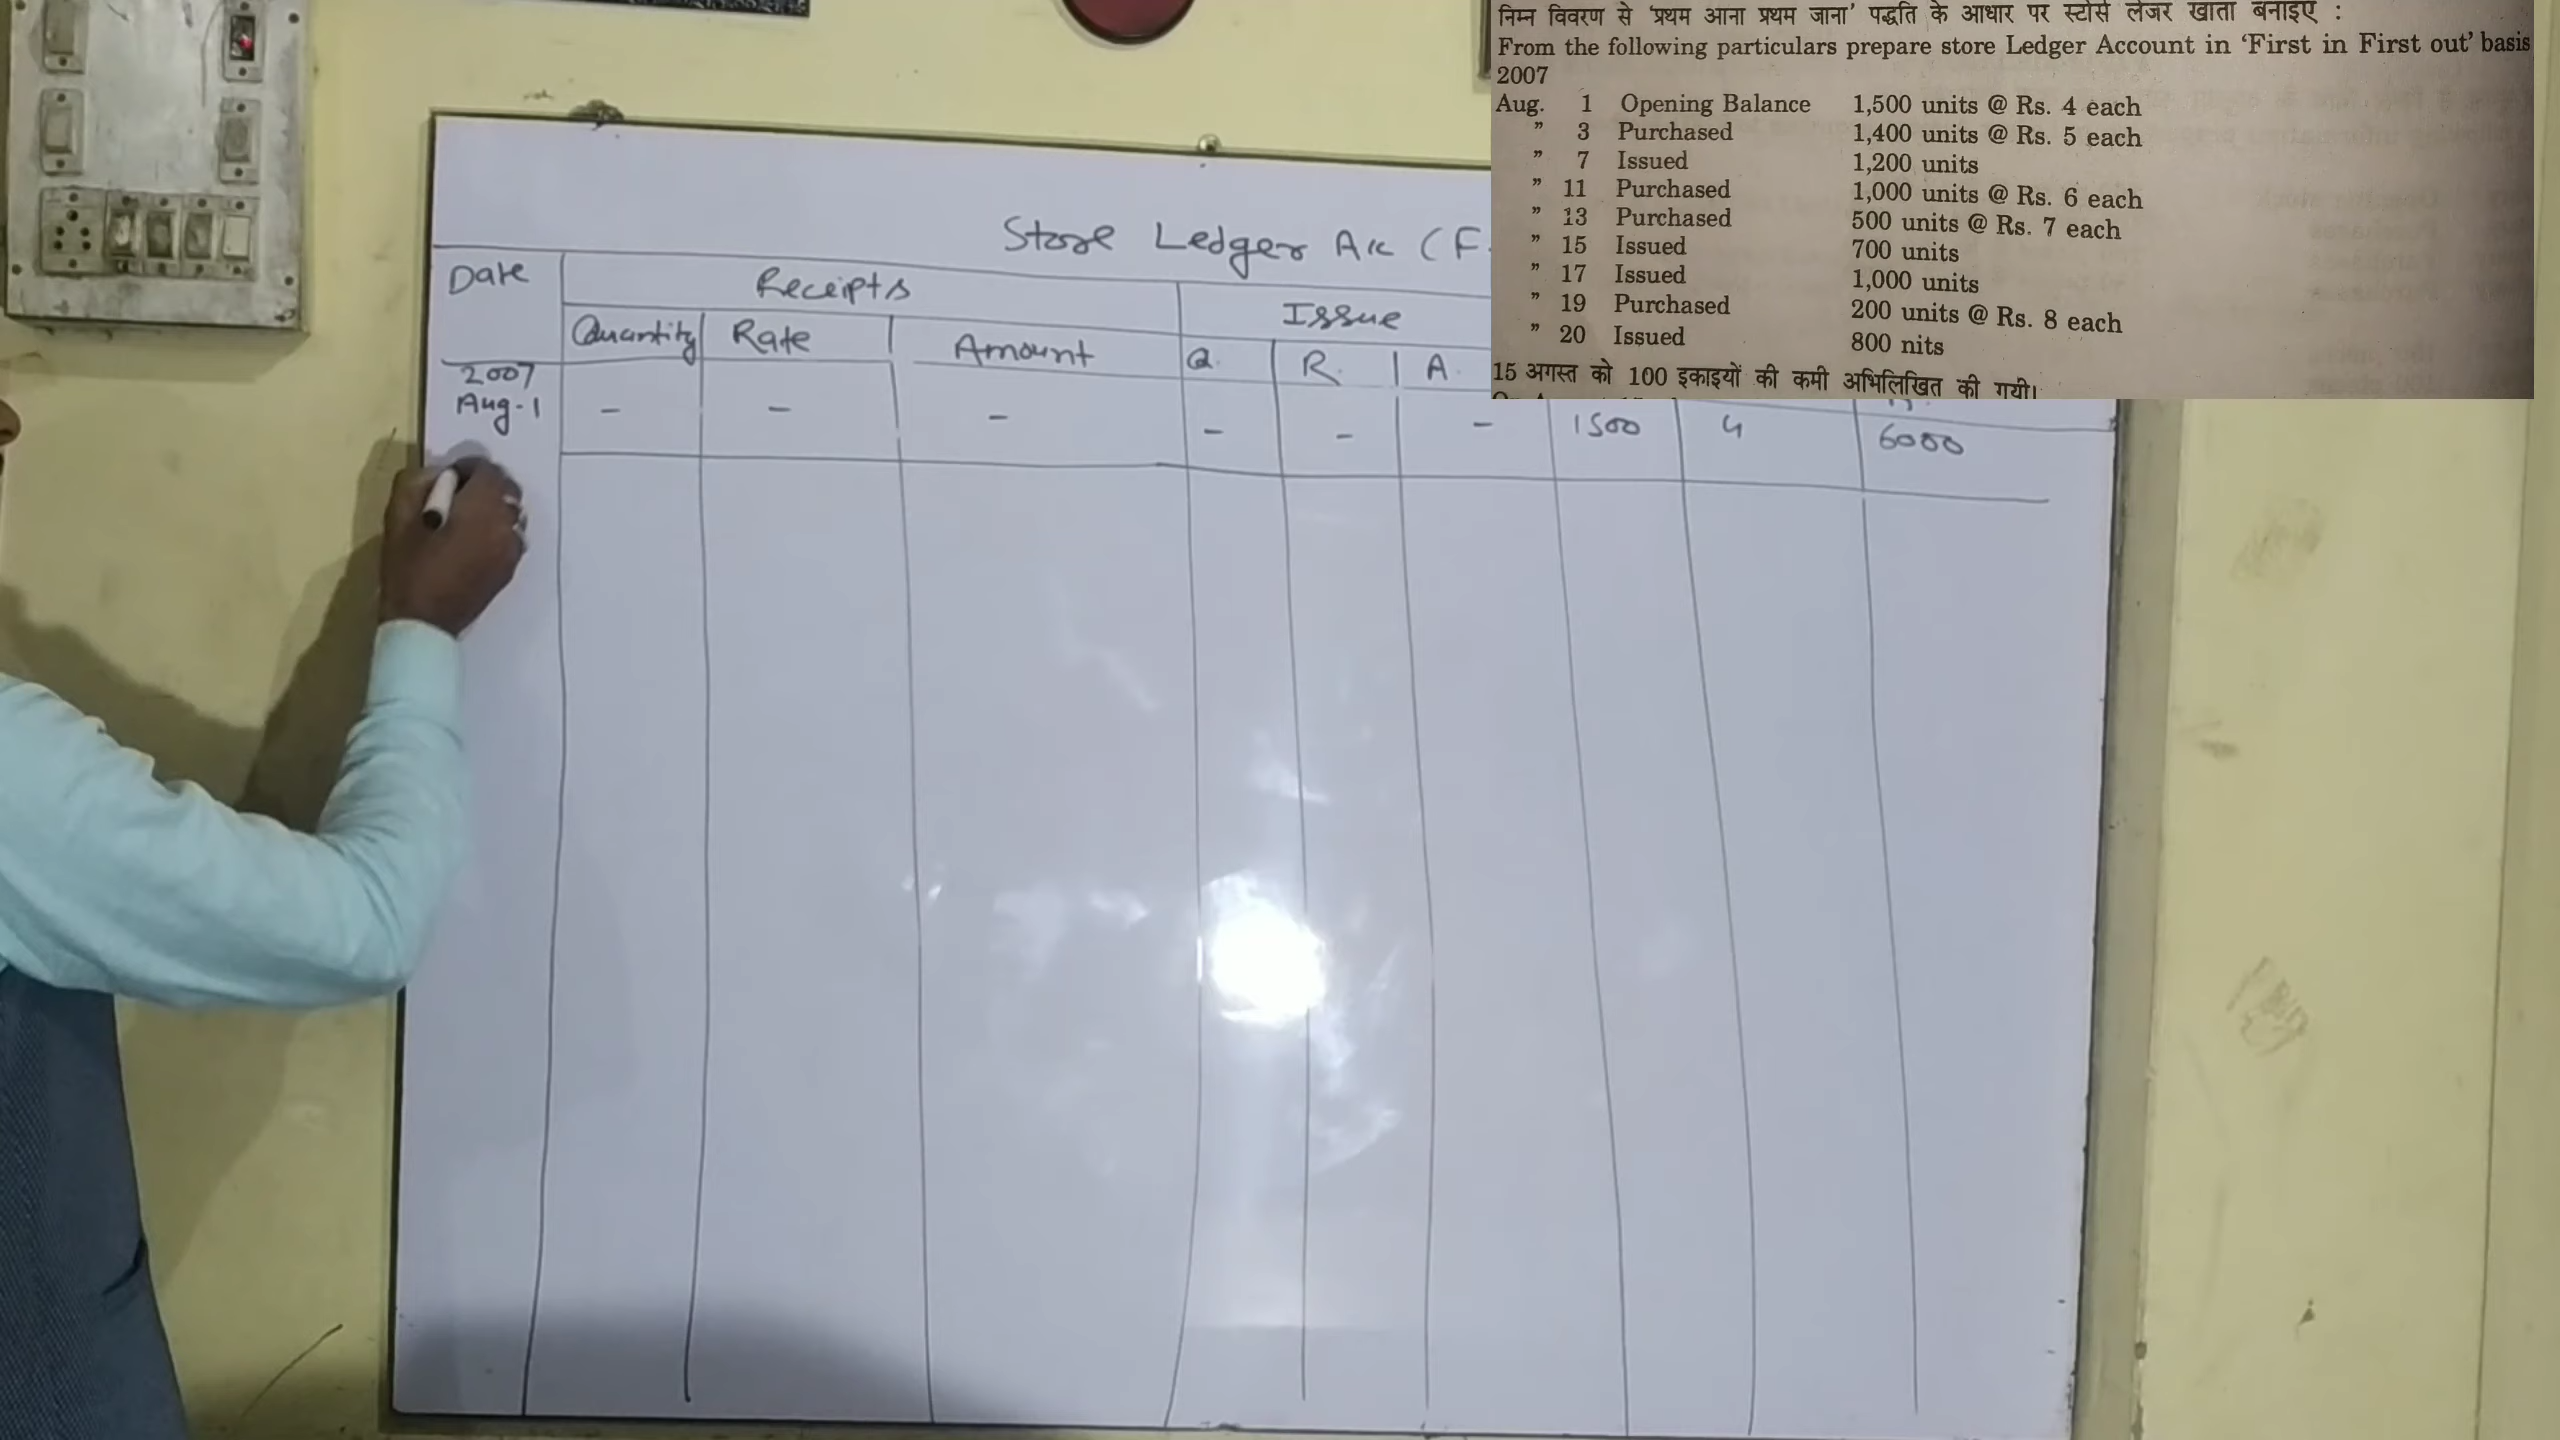 निम्न विवरण से 'प्रथम आना प्रथम जाना' पद्धति के आधार पर स्टोर्स लेजर खाता बनाइए :
From the following particulars prepare store Ledger Account in 'First in First out' basis
2007
Aug. 1 Opening Balance 1,500 units @ Rs. 4 each
" 3 Purchased 1,400 units @ Rs. 5 each
" 7 Issued 1,200 units
" 11 Purchased 1,000 units @ Rs. 6 each
" 13 Purchased 500 units @ Rs. 7 each
" 15 Issued 700 units
" 17 Issued 1,000 units
" 19 Purchased 200 units @ Rs. 8 each
" 20 Issued 800 nits
15 अगस्त को 100 इकाइयों की कमी अभिलिखित की गयी।
Store Ledger A/c (F.
Date Receipts Issue
Quantity Rate Amount Q. R. A.
2007
Aug-1 - - - - - - 1500 4 6000